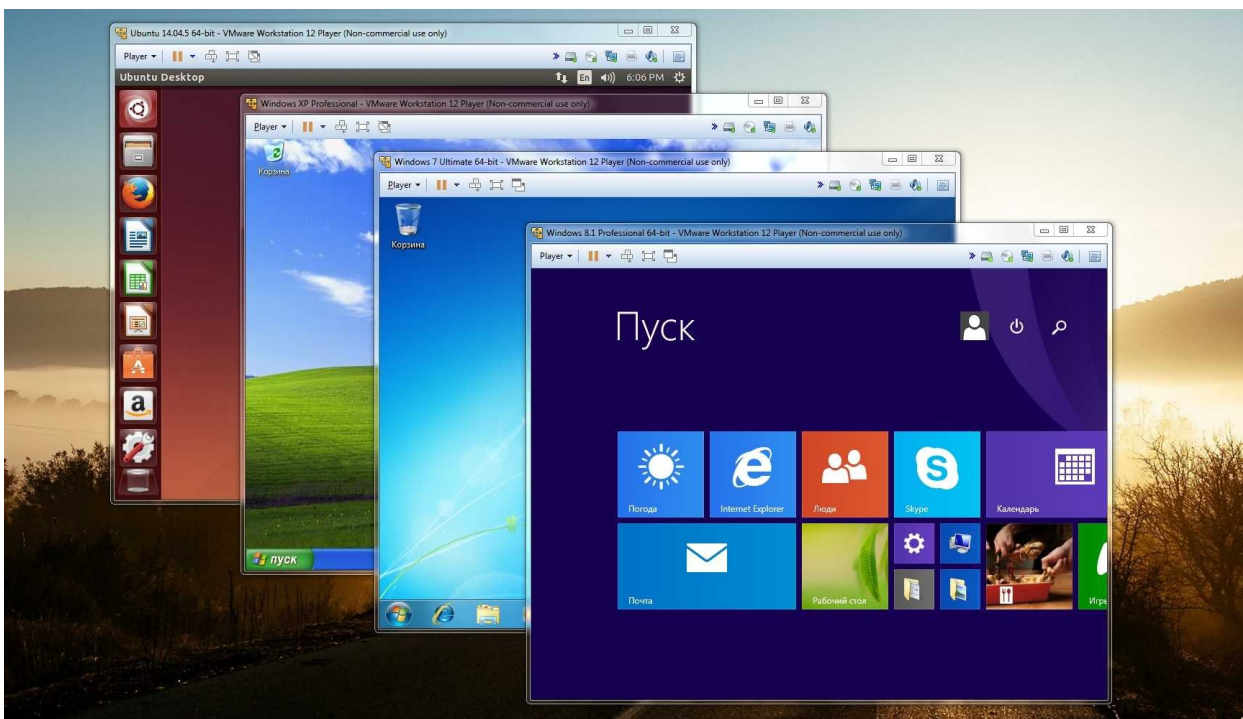 Ubuntu 14.04.5 64-bit - VMware Workstation 12 Player (Non-commercial use only)
Player
Ubuntu Desktop
En
6:06 PM
a
Windows XP Professional - VMware Workstation 12 Player (Non-commercial use only)
Player
Корзина
пуск
Windows 7 Ultimate 64-bit - VMware Workstation 12 Player (Non-commercial use only)
Player
Корзина
Windows 8.1 Professional 64-bit - VMware Workstation 12 Player (Non-commercial use only)
Player
Пуск
Погода
Internet Explorer
Люди
Skype
Календарь
Почта
Рабочий стол
Игры